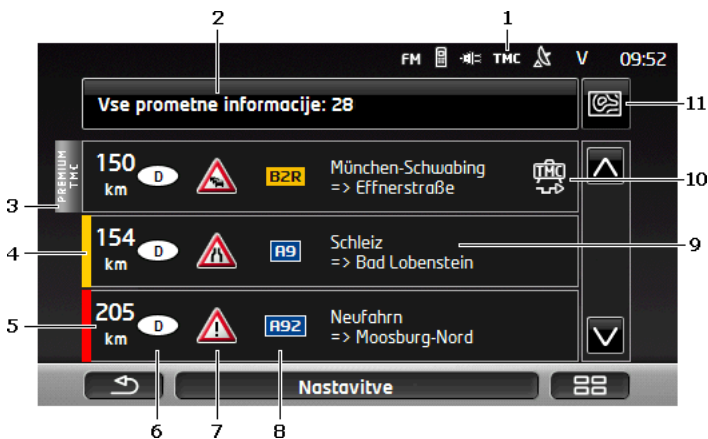 1
2
FM TMC V 09:52
Vse prometne informacije: 28
11
PREMIUM
TMC
150
km
D
B2R
München-Schwabing
=> Effnerstraße
TMC
10
3
154
km
D
A9
Schleiz
=> Bad Lobenstein
9
4
205
km
D
A92
Neufahrn
=> Moosburg-Nord
5
Nastavitve
6
7
8